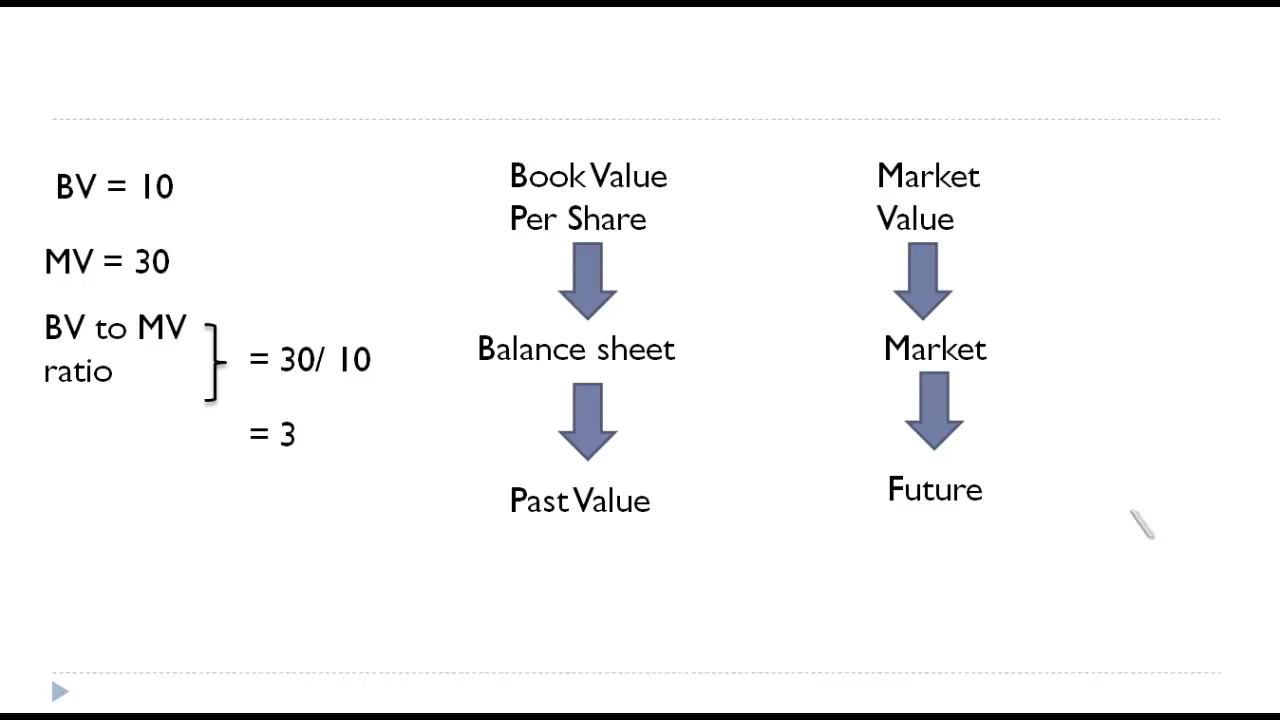 BV = 10
MV = 30
BV to MV
ratio
= 30/ 10
= 3
Book Value
Per Share
Balance sheet
Past Value
Market
Value
Market
Future